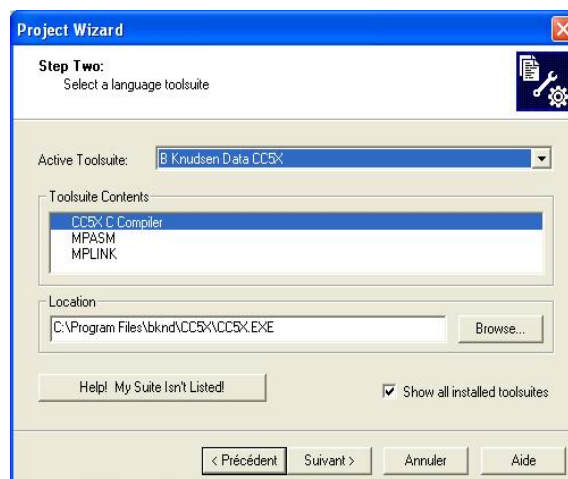 Project Wizard
Step Two:
Select a language toolsuite
Active Toolsuite: B Knudsen Data CC5X
Toolsuite Contents
CC5X C Compiler
MPASM
MPLINK
Location
C:\Program Files\bknd\CC5X\CC5X.EXE Browse...
Help! My Suite Isn't Listed! Show all installed toolsuites
< Précédent Suivant > Annuler Aide